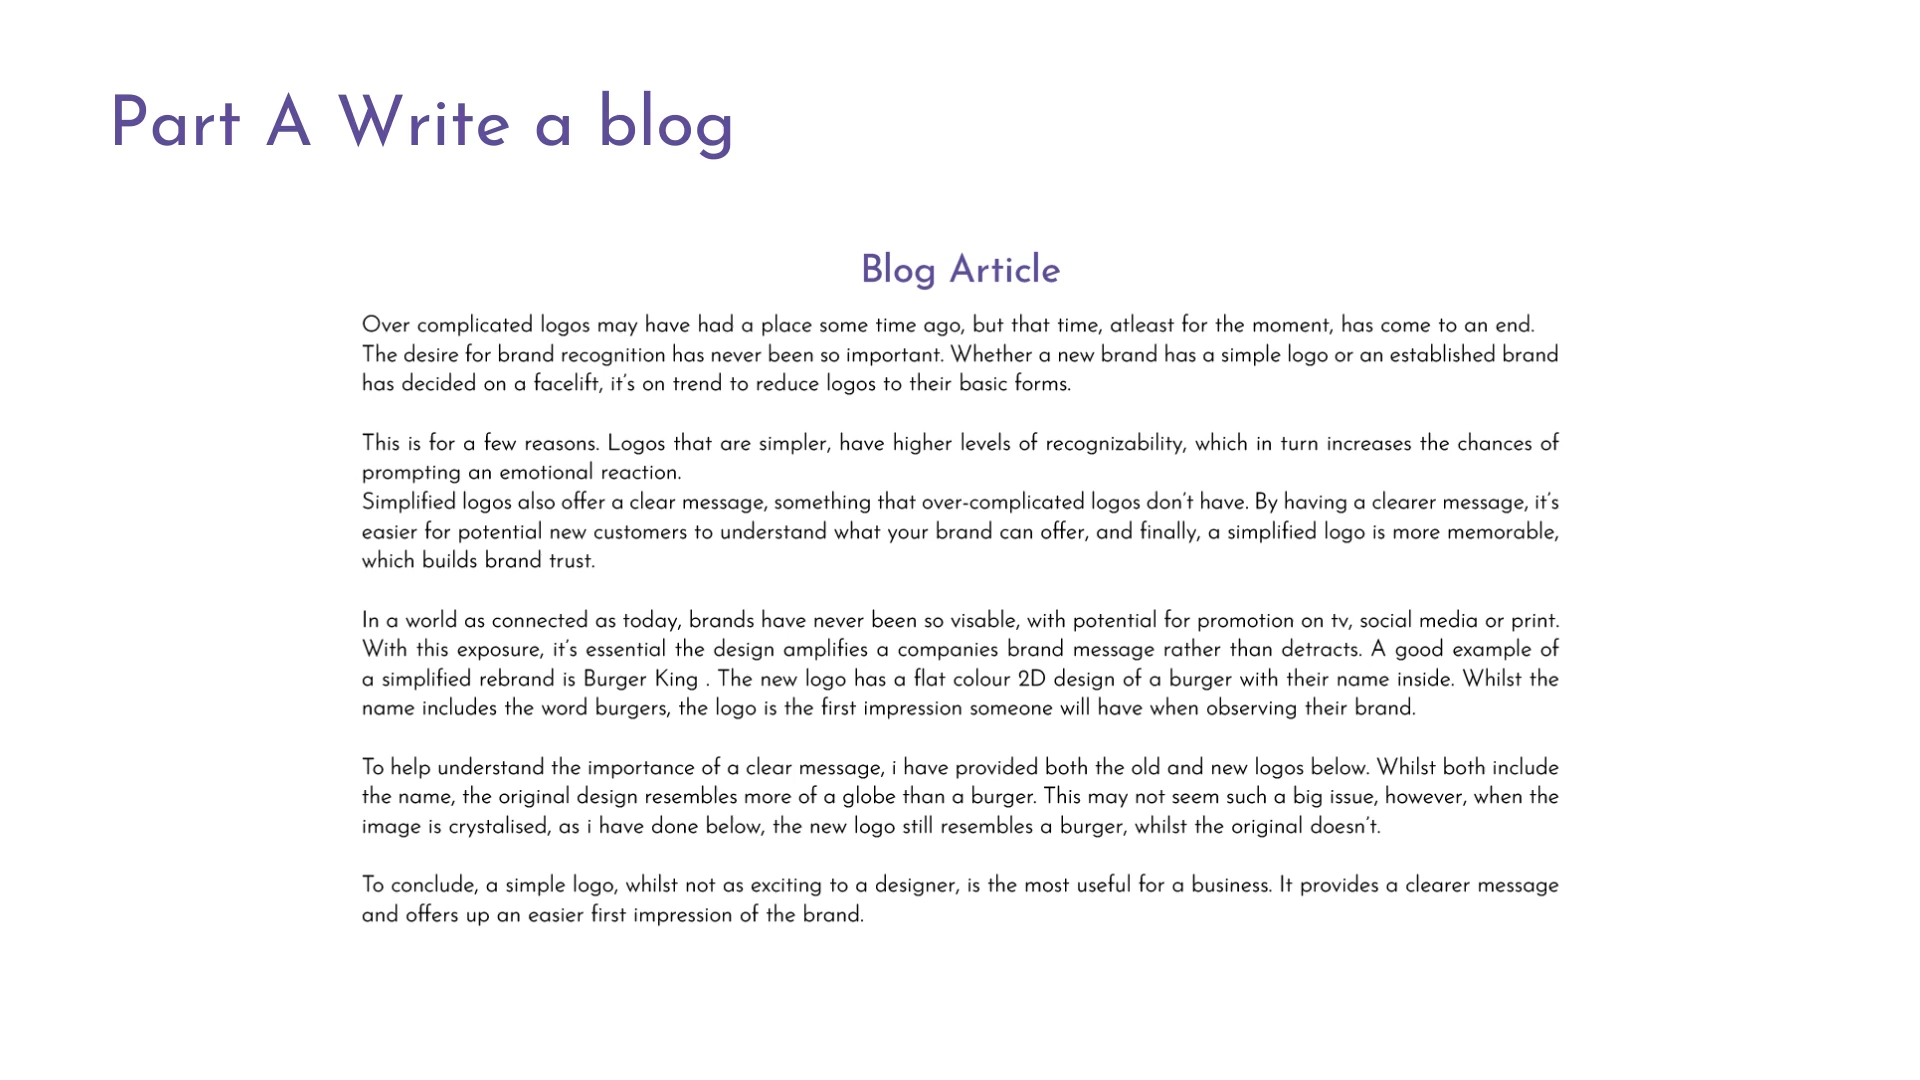 Part A Write a blog
Blog Article
Over complicated logos may have had a place some time ago, but that time, atleast for the moment, has come to an end.
The desire for brand recognition has never been so important. Whether a new brand has a simple logo or an established brand
has decided on a facelift, it's on trend to reduce logos to their basic forms.
This is for a few reasons. Logos that are simpler, have higher levels of recognizability, which in turn increases the chances of
prompting an emotional reaction.
Simplified logos also offer a clear message, something that over-complicated logos don't have. By having a clearer message, it's
easier for potential new customers to understand what your brand can offer, and finally, a simplified logo is more memorable,
which builds brand trust.
In a world as connected as today, brands have never been so visable, with potential for promotion on tv, social media or print.
With this exposure, it's essential the design amplifies a companies brand message rather than detracts. A good example of
a simplified rebrand is Burger King . The new logo has a flat colour 2D design of a burger with their name inside. Whilst the
name includes the word burgers, the logo is the first impression someone will have when observing their brand.
To help understand the importance of a clear message, i have provided both the old and new logos below. Whilst both include
the name, the original design resembles more of a globe than a burger. This may not seem such a big issue, however, when the
image is crystalised, as i have done below, the new logo still resembles a burger, whilst the original doesn't.
To conclude, a simple logo, whilst not as exciting to a designer, is the most useful for a business. It provides a clearer message
and offers up an easier first impression of the brand.